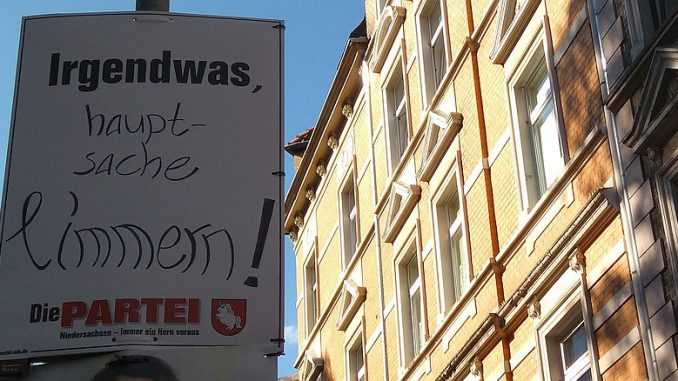 Irgendwas,
haupt-
sache
limmern!
Die PARTEI
Niedersachsen – Immer ein Horn voraus